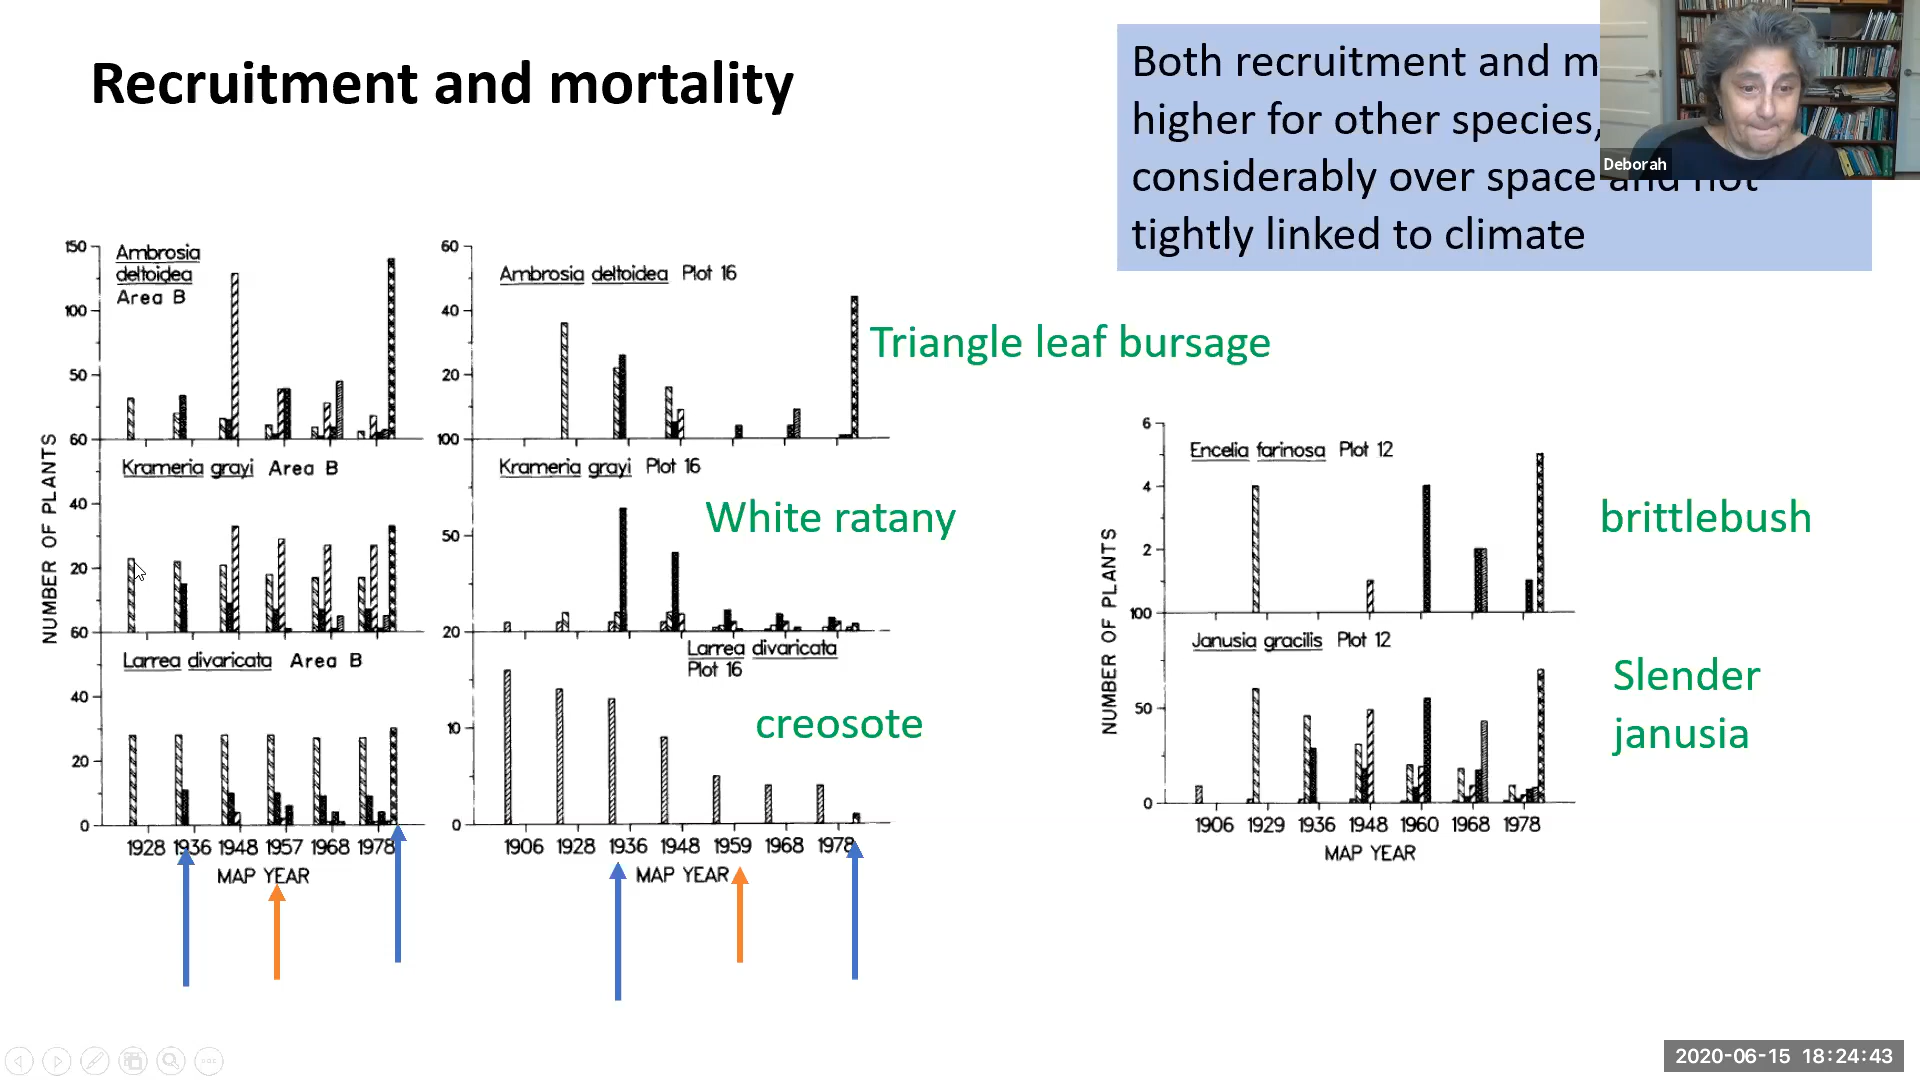 Recruitment and mortality
Both recruitment and m
higher for other species,
considerably over space and not
tightly linked to climate
Deborah
NUMBER OF PLANTS
150
100
50
60
Ambrosia
deltoidea
Area B
40
20
60
Krameria grayi Area B
40
20
0
Larrea divaricata Area B
1928 1936 1948 1957 1968 1978
MAP YEAR
60
40
20
100
Ambrosia deltoidea Plot 16
Triangle leaf bursage
50
20
Krameria grayi Plot 16
White ratany
10
0
Larrea divaricata
Plot 16
creosote
1906 1928 1936 1948 1959 1968 1978
MAP YEAR
NUMBER OF PLANTS
6
4
2
100
Encelia farinosa Plot 12
brittlebush
50
0
Janusia gracilis Plot 12
Slender
janusia
1906 1929 1936 1948 1960 1968 1978
MAP YEAR
2020-06-15 18:24:43